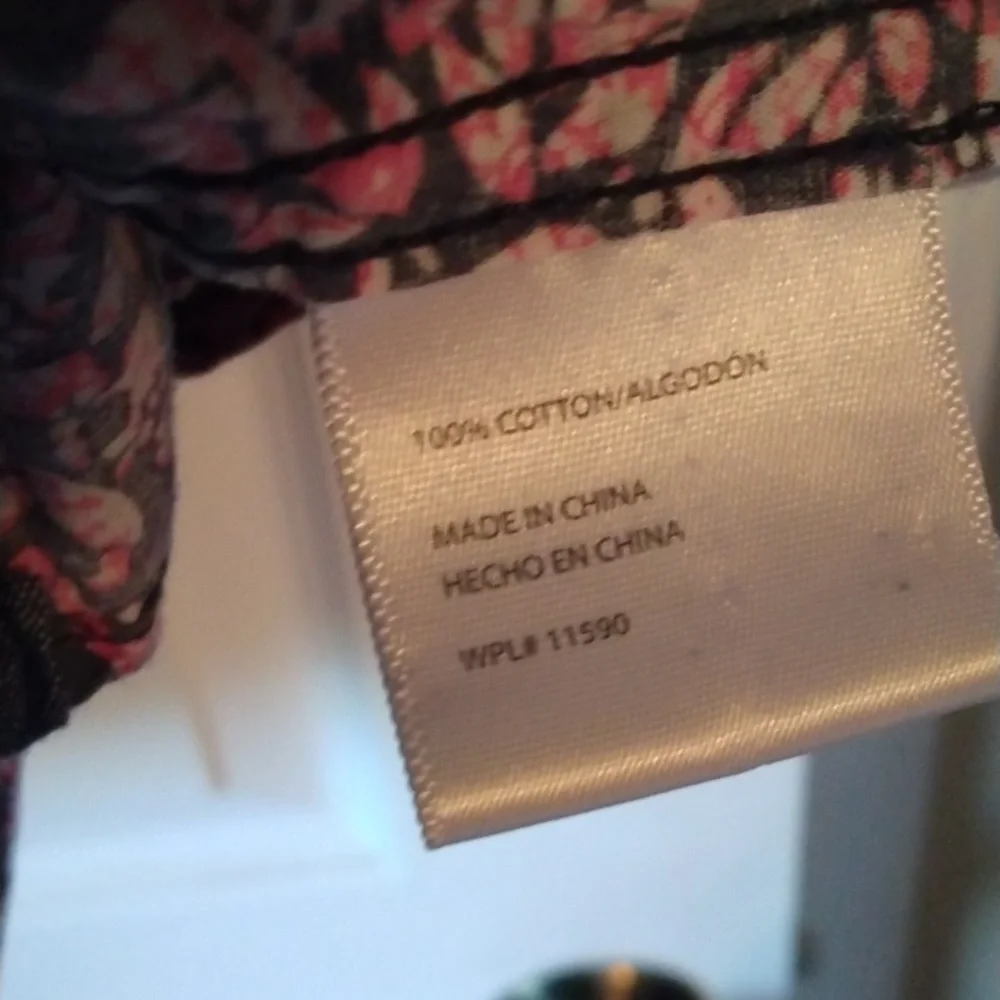 100% COTTON/ALGODÓN
MADE IN CHINA
HECHO EN CHINA
WPL# 11590